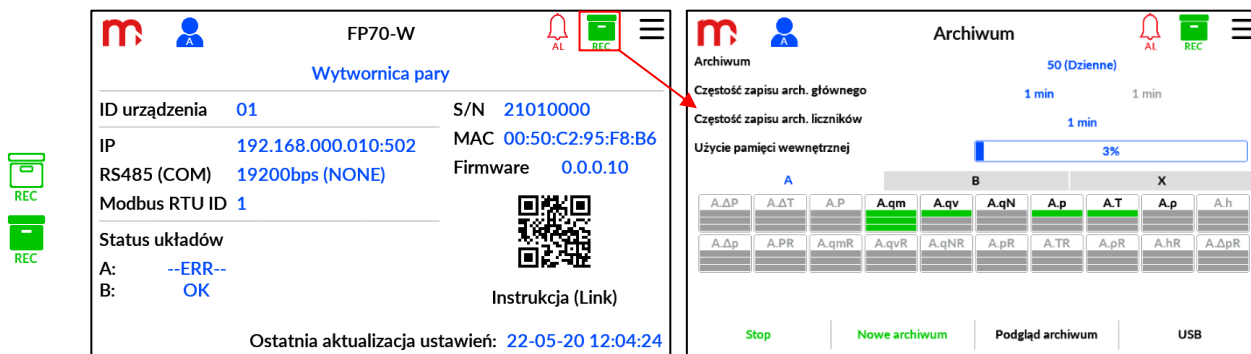 REC
REC
FP70-W
A
AL
REC
Wytwornica pary
ID urządzenia 01
S/N 21010000
IP 192.168.000.010:502
MAC 00:50:C2:95:F8:B6
RS485 (COM) 19200bps (NONE)
Firmware 0.0.0.10
Modbus RTU ID 1
Status układów
A: --ERR--
B: OK
Instrukcja (Link)
Ostatnia aktualizacja ustawień: 22-05-20 12:04:24
Archiwum
A
AL
REC
Archiwum 50 (Dzienne)
Częstość zapisu arch. głównego 1 min 1 min
Częstość zapisu arch. liczników 1 min
Użycie pamięci wewnętrznej 3%
A B X
A.ΔP A.ΔT A.P A.qm A.qv A.qN A.p A.T A.ρ A.h
A.Δp A.PR A.qmR A.qvR A.qNR A.pR A.TR A.ρR A.hR A.ΔpR
Stop Nowe archiwum Podgląd archiwum USB